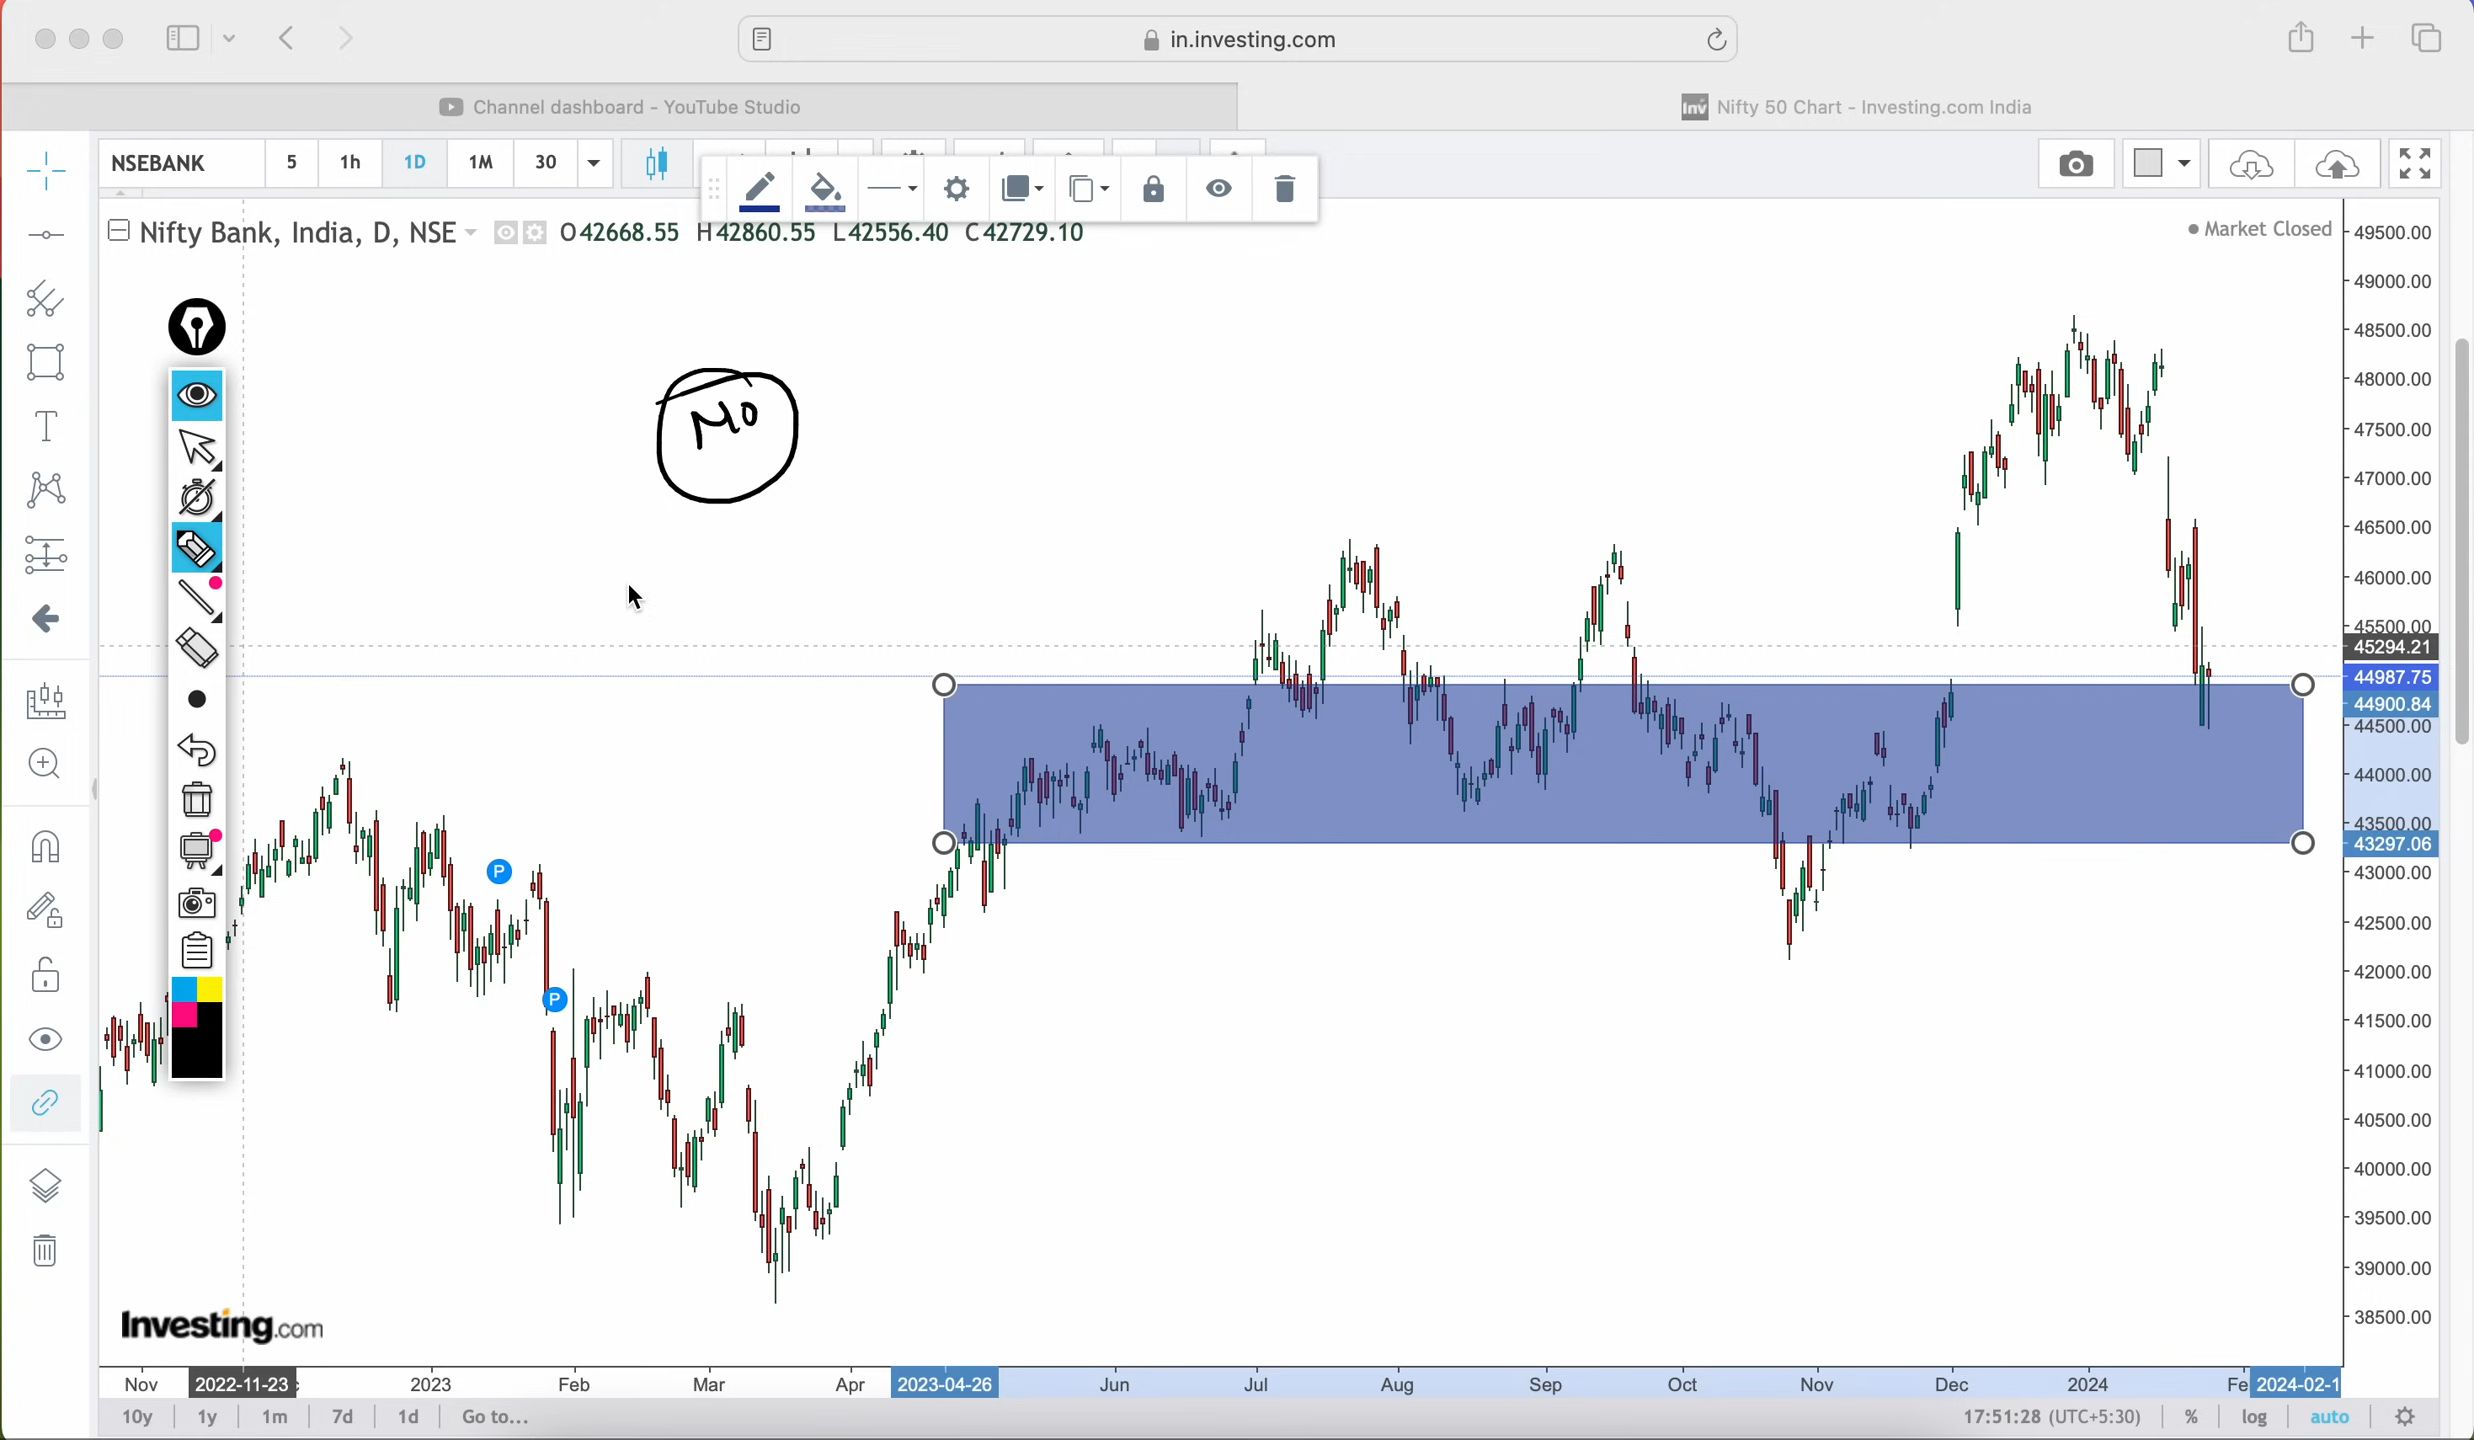 in.investing.com
Channel dashboard - YouTube Studio
Inv Nifty 50 Chart - Investing.com India
NSEBANK 5 1h 1D 1M 30
Nifty Bank, India, D, NSE O42668.55 H42860.55 L42556.40 C42729.10
Market Closed
T
NO
P
P
49500.00
49000.00
48500.00
48000.00
47500.00
47000.00
46500.00
46000.00
45500.00
45294.21
44987.75
44900.84
44500.00
44000.00
43500.00
43297.06
43000.00
42500.00
42000.00
41500.00
41000.00
40500.00
40000.00
39500.00
39000.00
38500.00
Investing.com
Nov 2022-11-23 2023 Feb Mar Apr 2023-04-26 Jun Jul Aug Sep Oct Nov Dec 2024 Fe 2024-02-1
10y 1y 1m 7d 1d Go to... 17:51:28 (UTC+5:30) % log auto